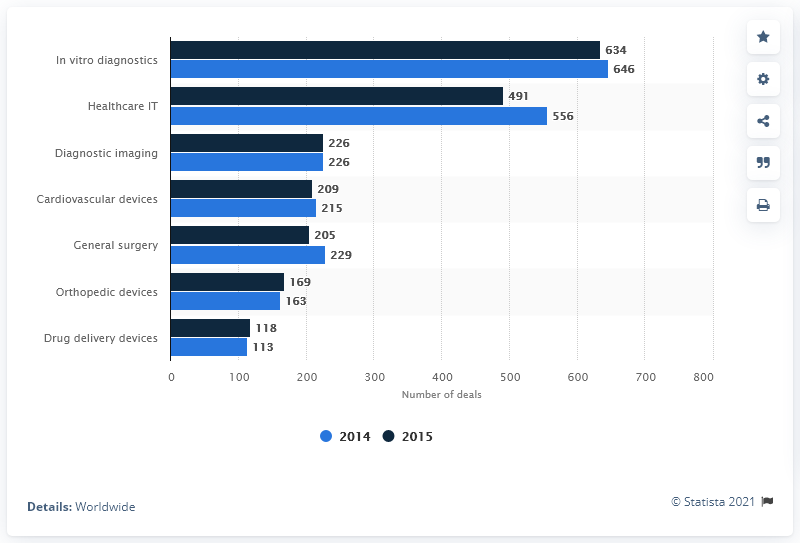 In vitro diagnostics
634
646
Healthcare IT
491
556
Diagnostic imaging
226
226
Cardiovascular devices
209
215
General surgery
205
229
Orthopedic devices
169
163
Drug delivery devices
118
113
0 100 200 300 400 500 600 700 800
Number of deals
2014 2015
Details: Worldwide
© Statista 2021